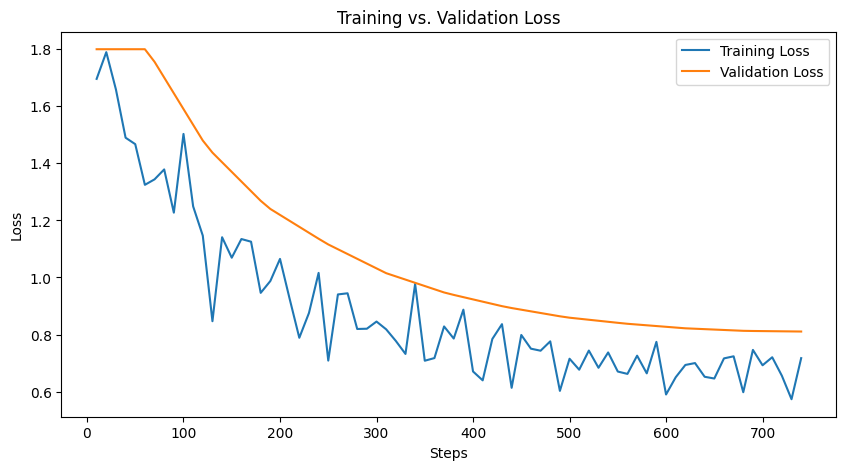 Training vs. Validation Loss
Training Loss
Validation Loss
1.8
1.6
1.4
1.2
1.0
0.8
0.6
Loss
0 100 200 300 400 500 600 700
Steps